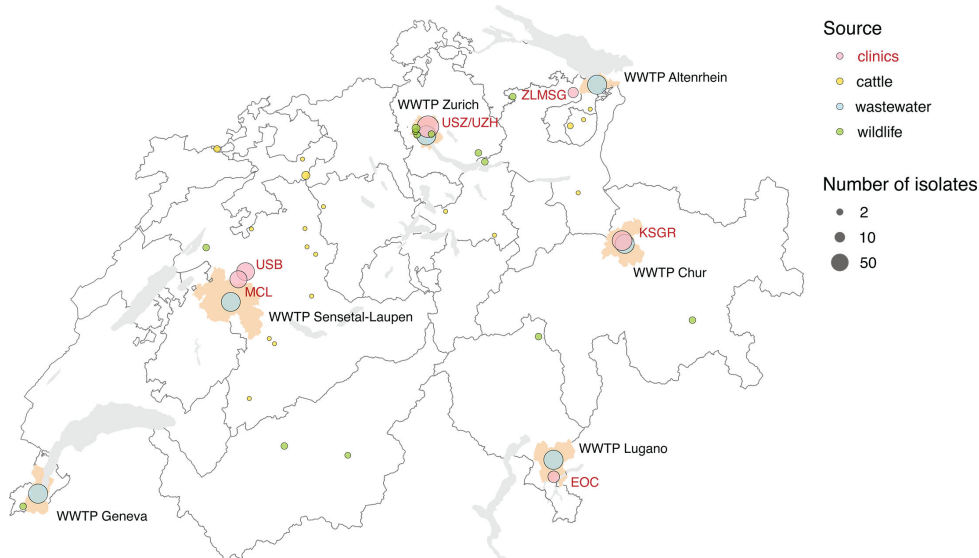 Source
clinics
cattle
wastewater
wildlife
Number of isolates
2
10
50
WWTP Altenrhein
ZLMSG
WWTP Zurich
USZ/UZH
KSGR
WWTP Chur
USB
MCL
WWTP Sensetal-Laupen
WWTP Lugano
EOC
WWTP Geneva